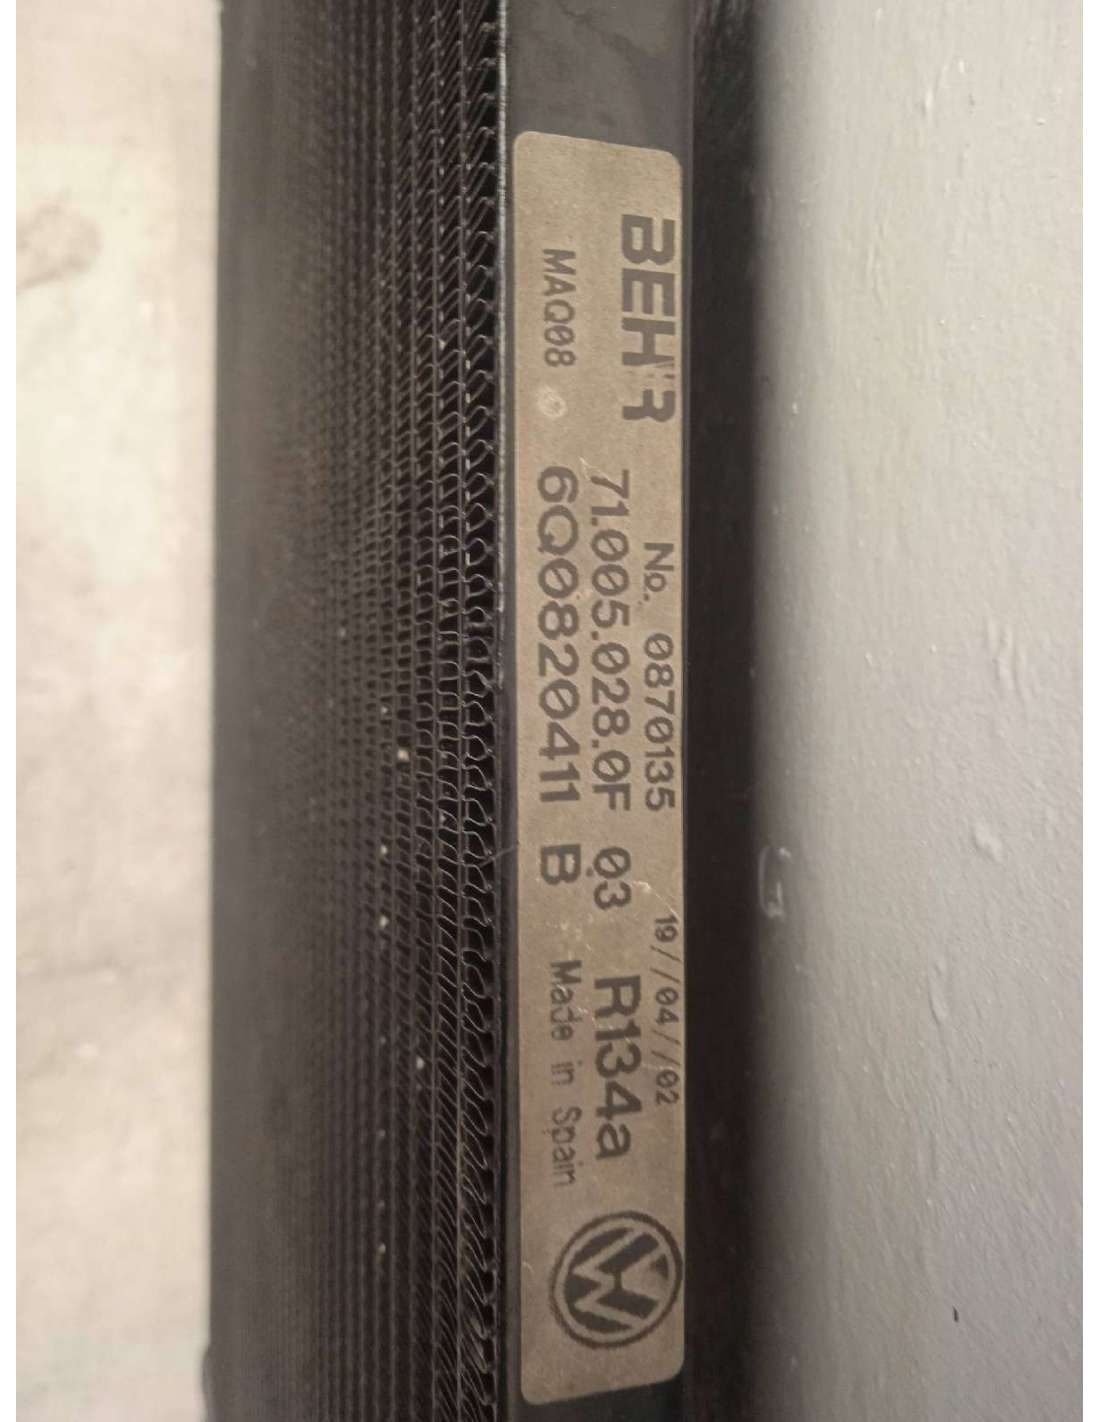 BEHR
No. 0870135
19//04//02
71.005.028.0F 03 R134a
MAQ08
6Q0820411 B
Made in Spain